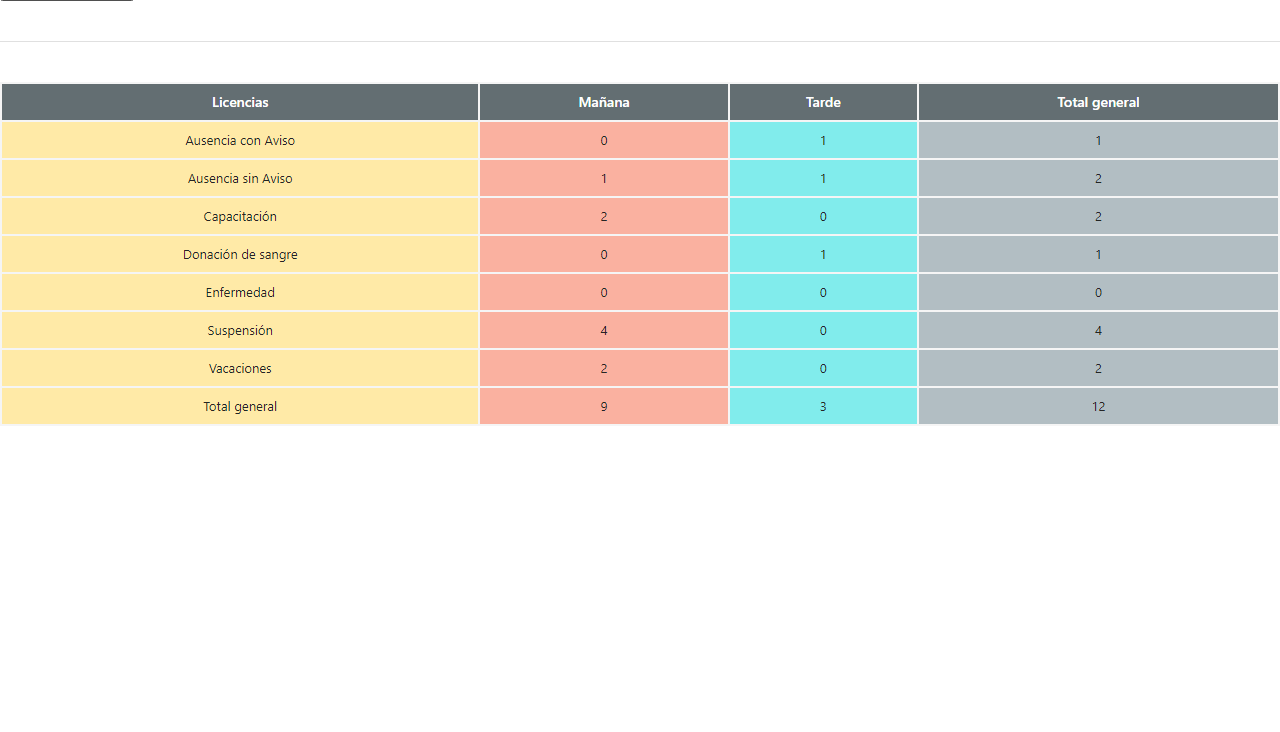 Licencias Mañana Tarde Total general
Ausencia con Aviso 0 1 1
Ausencia sin Aviso 1 1 2
Capacitación 2 0 2
Donación de sangre 0 1 1
Enfermedad 0 0 0
Suspensión 4 0 4
Vacaciones 2 0 2
Total general 9 3 12